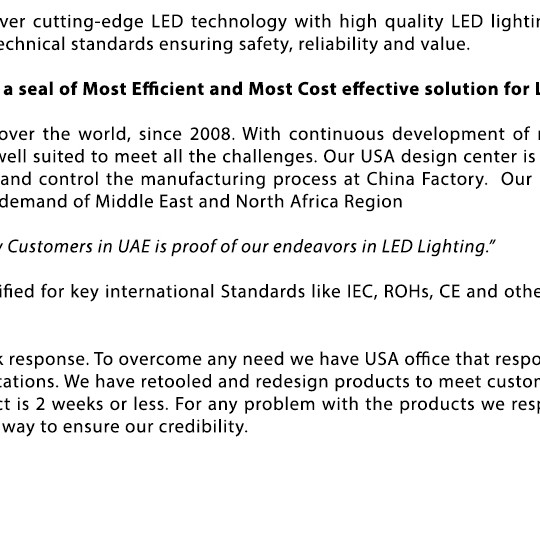 ver cutting-edge LED technology with high quality LED lightin
echnical standards ensuring safety, reliability and value.
a seal of Most Efficient and Most Cost effective solution for L
over the world, since 2008. With continuous development of
well suited to meet all the challenges. Our USA design center is
and control the manufacturing process at China Factory. Our
demand of Middle East and North Africa Region
Customers in UAE is proof of our endeavors in LED Lighting.”
ified for key international Standards like IEC, ROHs, CE and othe
k response. To overcome any need we have USA office that respo
cations. We have retooled and redesign products to meet custom
ct is 2 weeks or less. For any problem with the products we resp
way to ensure our credibility.